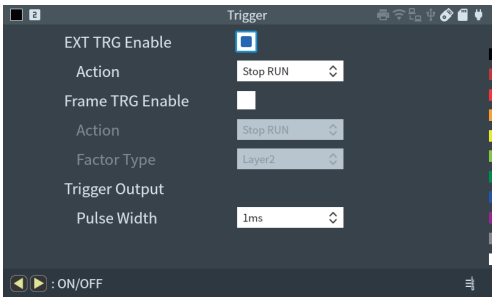 2 Trigger
EXT TRG Enable
Action Stop RUN
Frame TRG Enable
Action Stop RUN
Factor Type Layer2
Trigger Output
Pulse Width 1ms
: ON/OFF